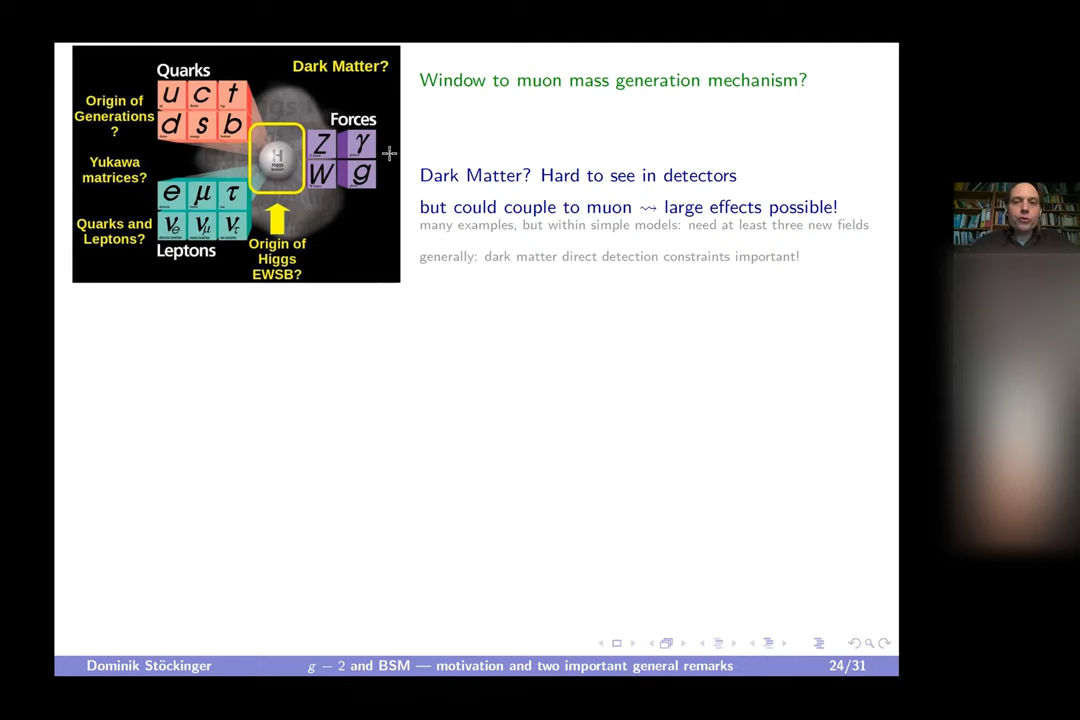 Quarks
Dark Matter?
u c t
d s b
Origin of
Generations
?
Forces
Z γ
W g
H
Higgs
Yukawa
matrices?
e μ τ
νe νμ ντ
Quarks and
Leptons?
Leptons
Origin of
Higgs
EWSB?
Window to muon mass generation mechanism?
Dark Matter? Hard to see in detectors
but could couple to muon ⇝ large effects possible!
many examples, but within simple models: need at least three new fields
generally: dark matter direct detection constraints important!
Dominik Stöckinger
g − 2 and BSM — motivation and two important general remarks
24/31